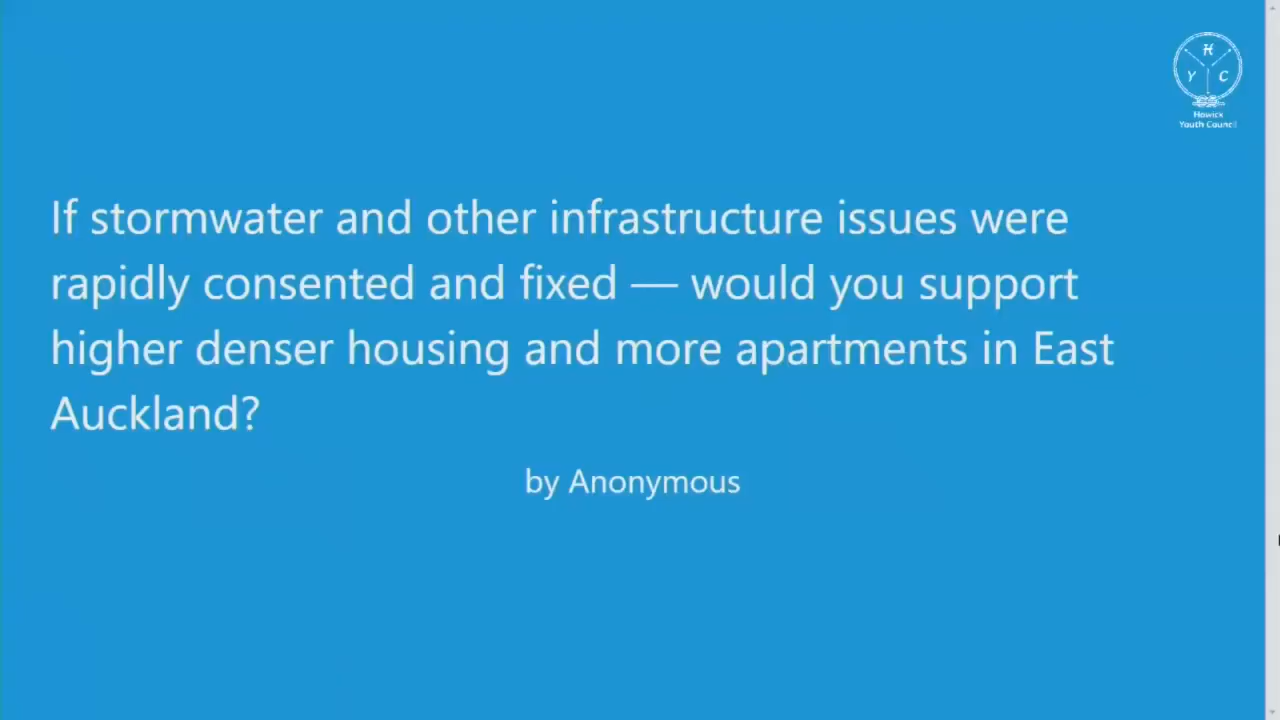 H
Y C
Howick
Youth Council
If stormwater and other infrastructure issues were
rapidly consented and fixed — would you support
higher denser housing and more apartments in East
Auckland?
by Anonymous